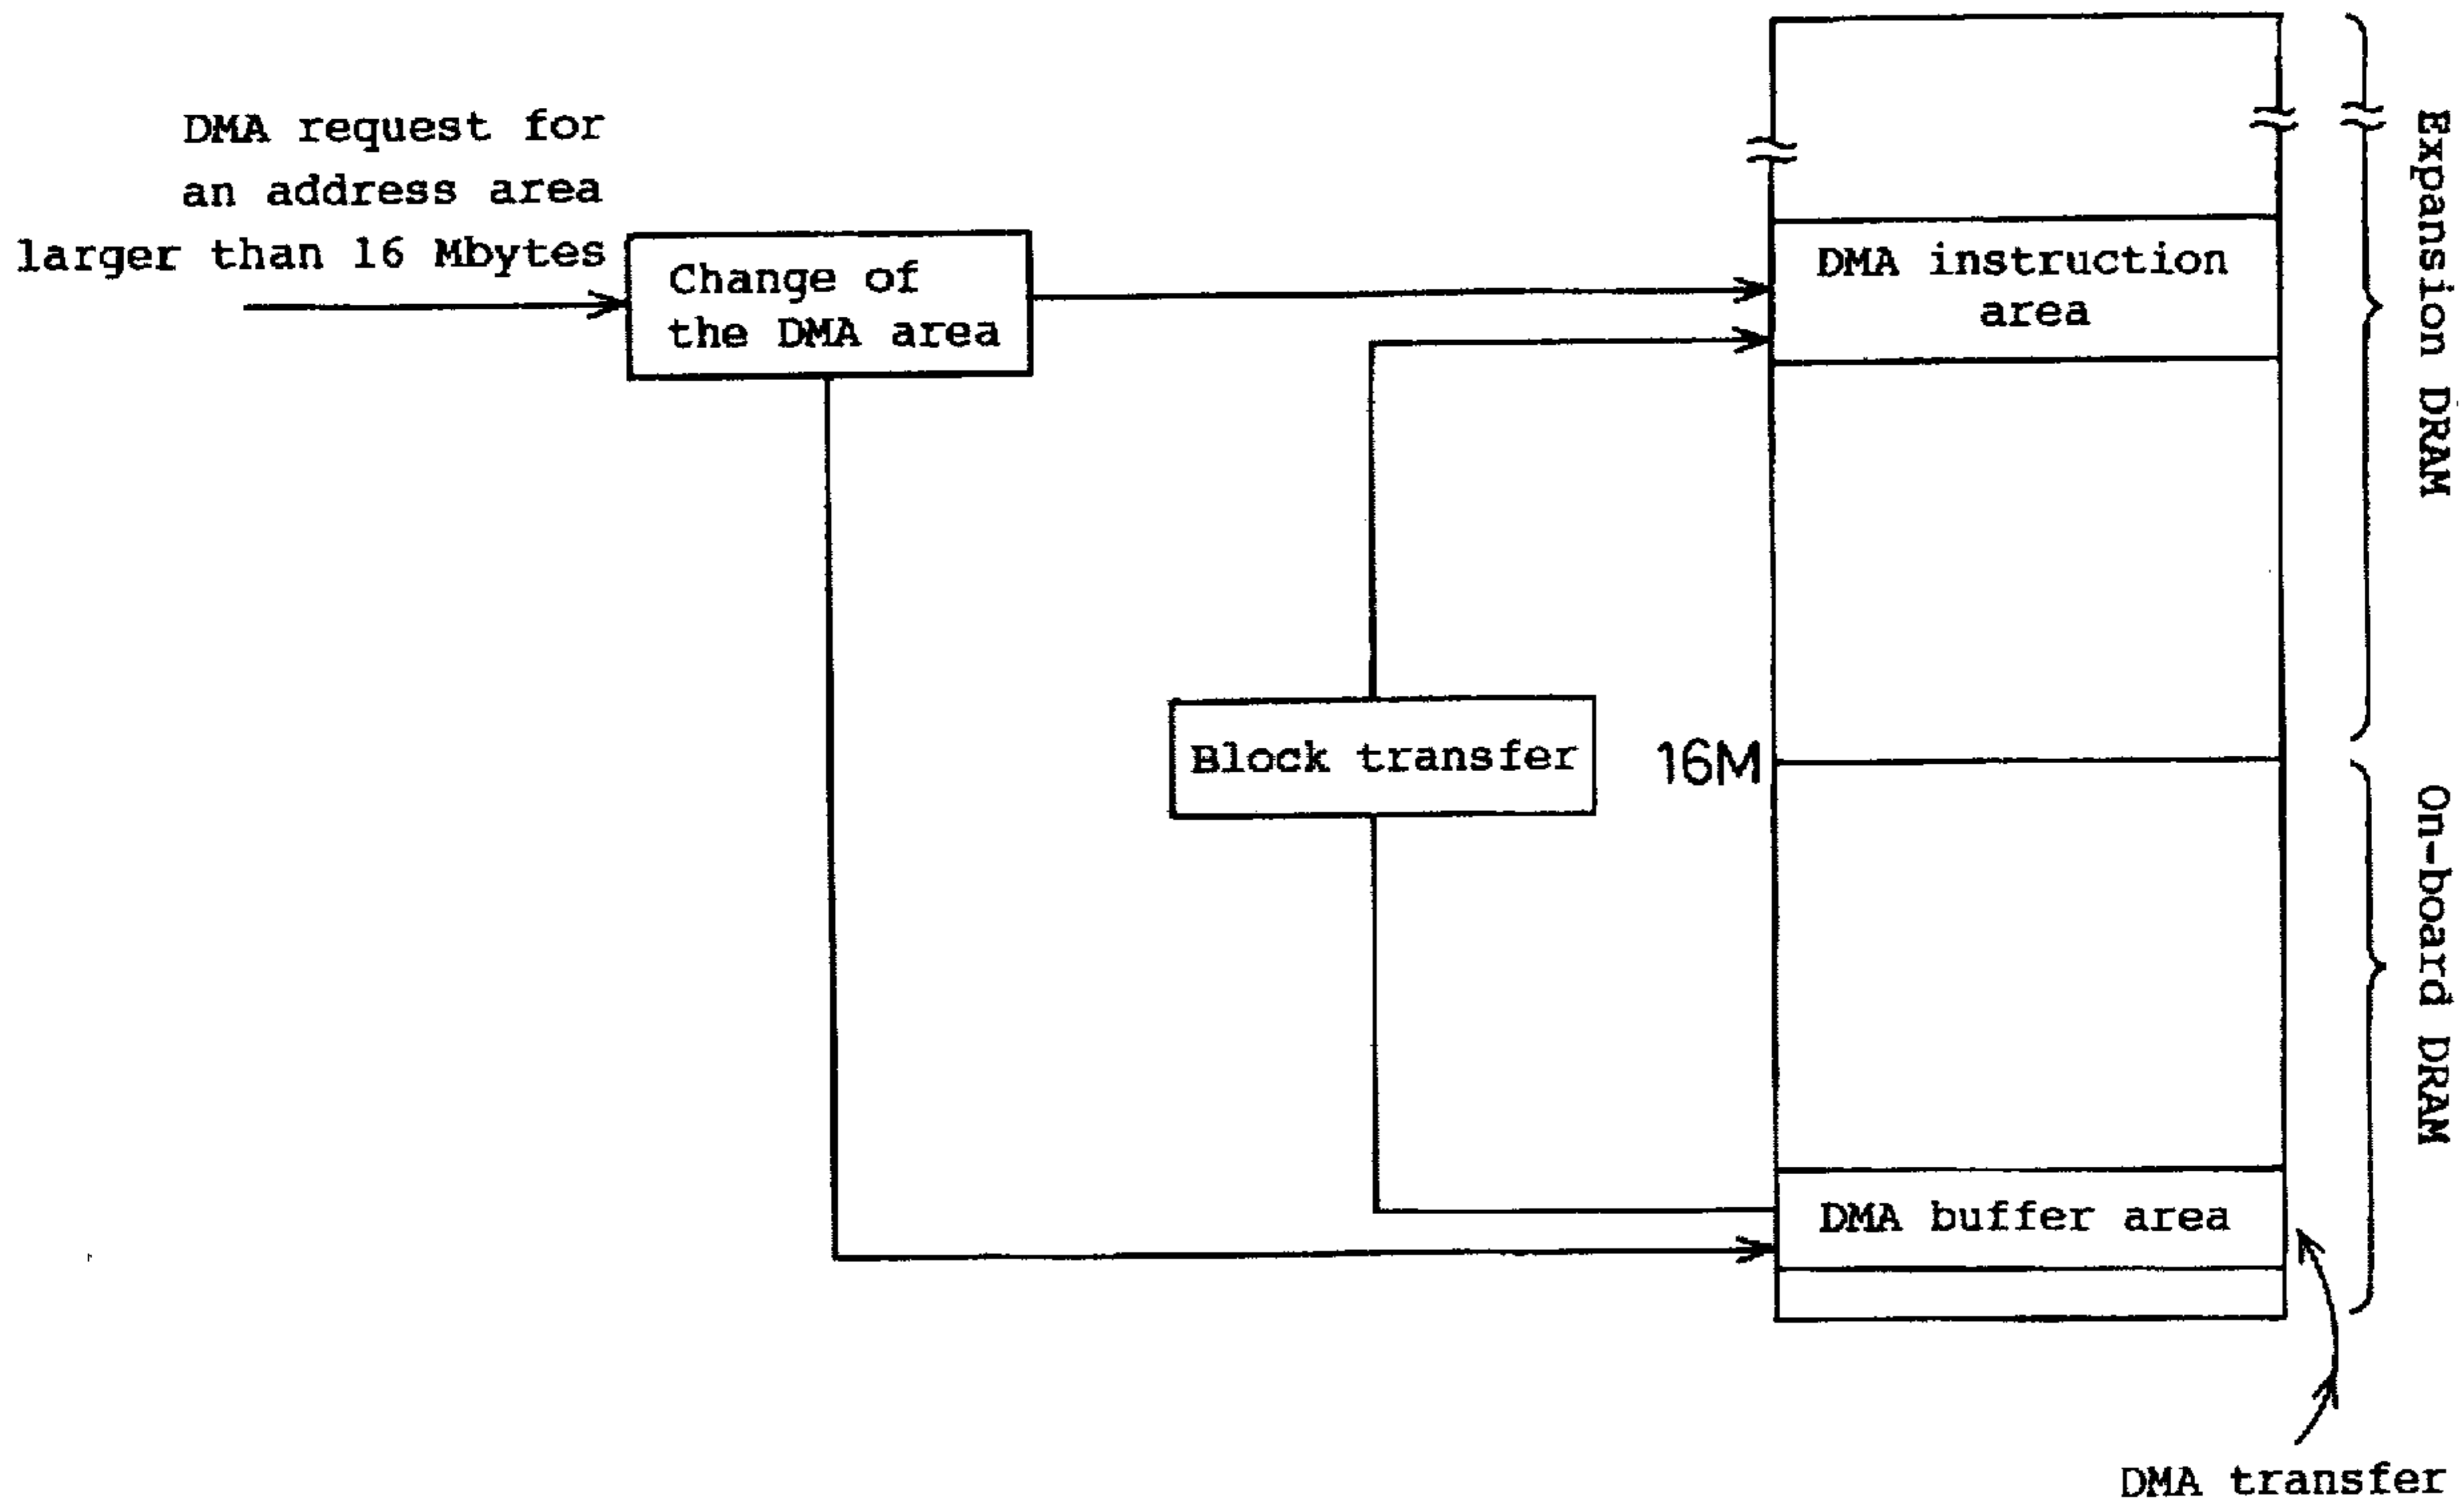 DMA request for
an address area
larger than 16 Mbytes
Change of
the DMA area
DMA instruction
area
Expansion DRAM
Block transfer
16M
On-board DRAM
DMA buffer area
DMA transfer